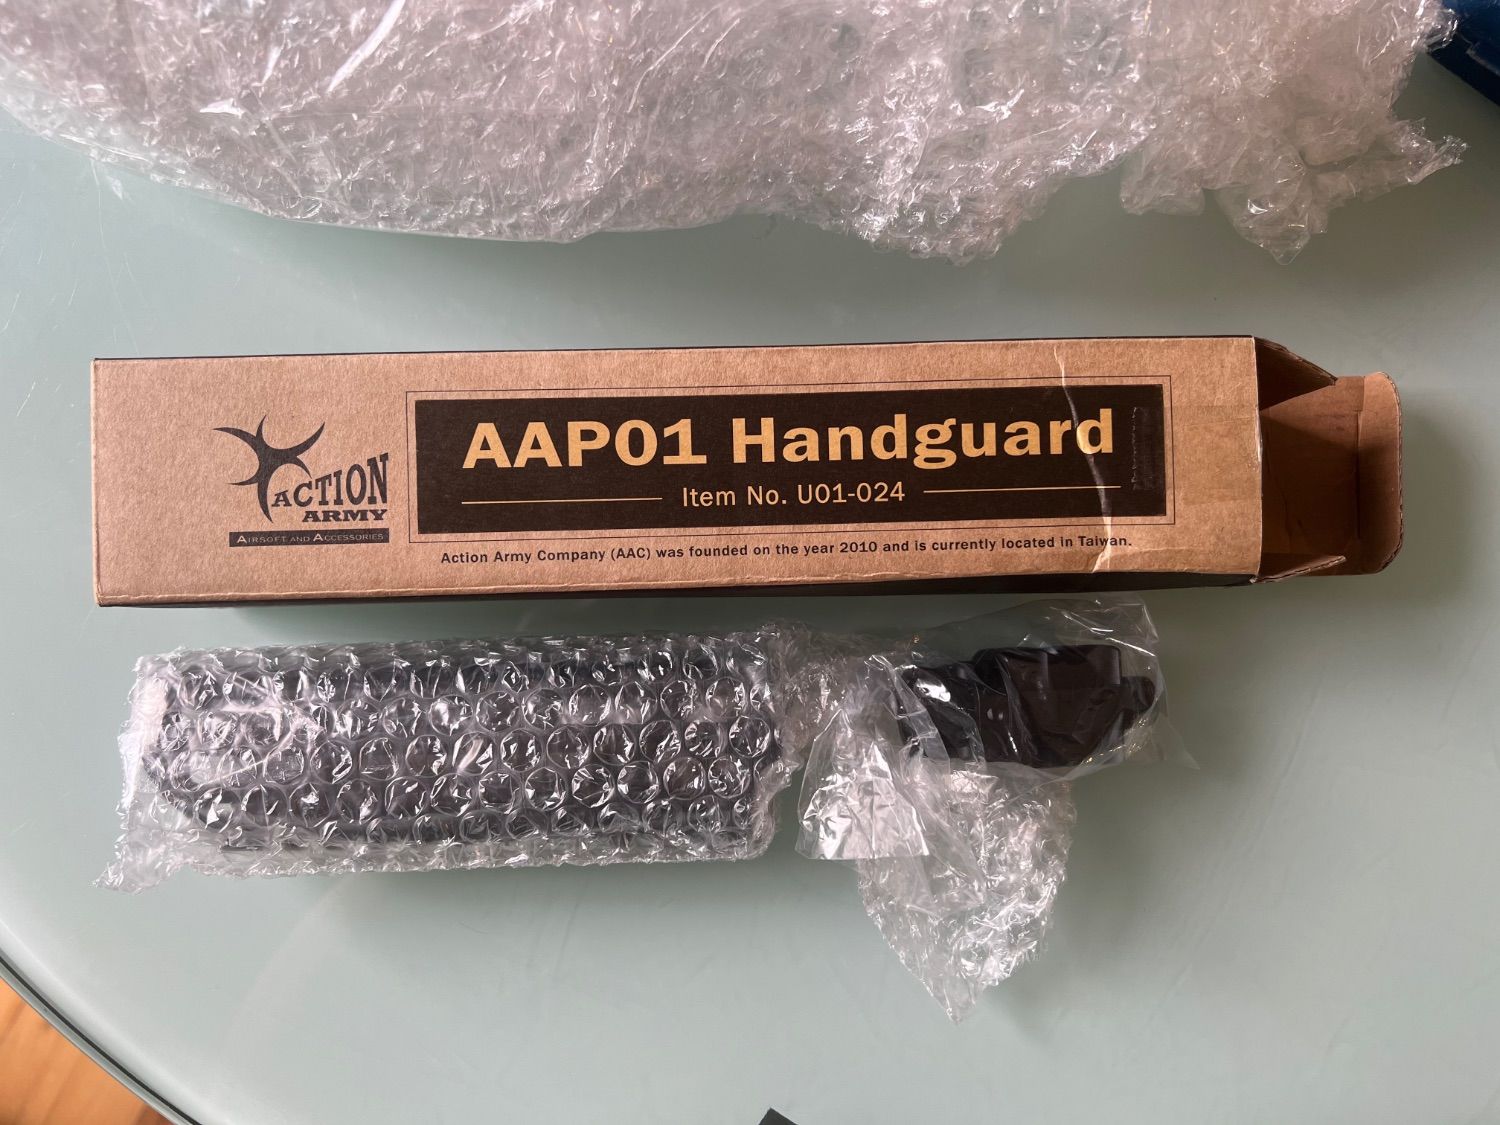 ACTION
ARMY
AIRSOFT AND ACCESSORIES
AAP01 Handguard
Item No. U01-024
Action Army Company (AAC) was founded on the year 2010 and is currently located in Taiwan.